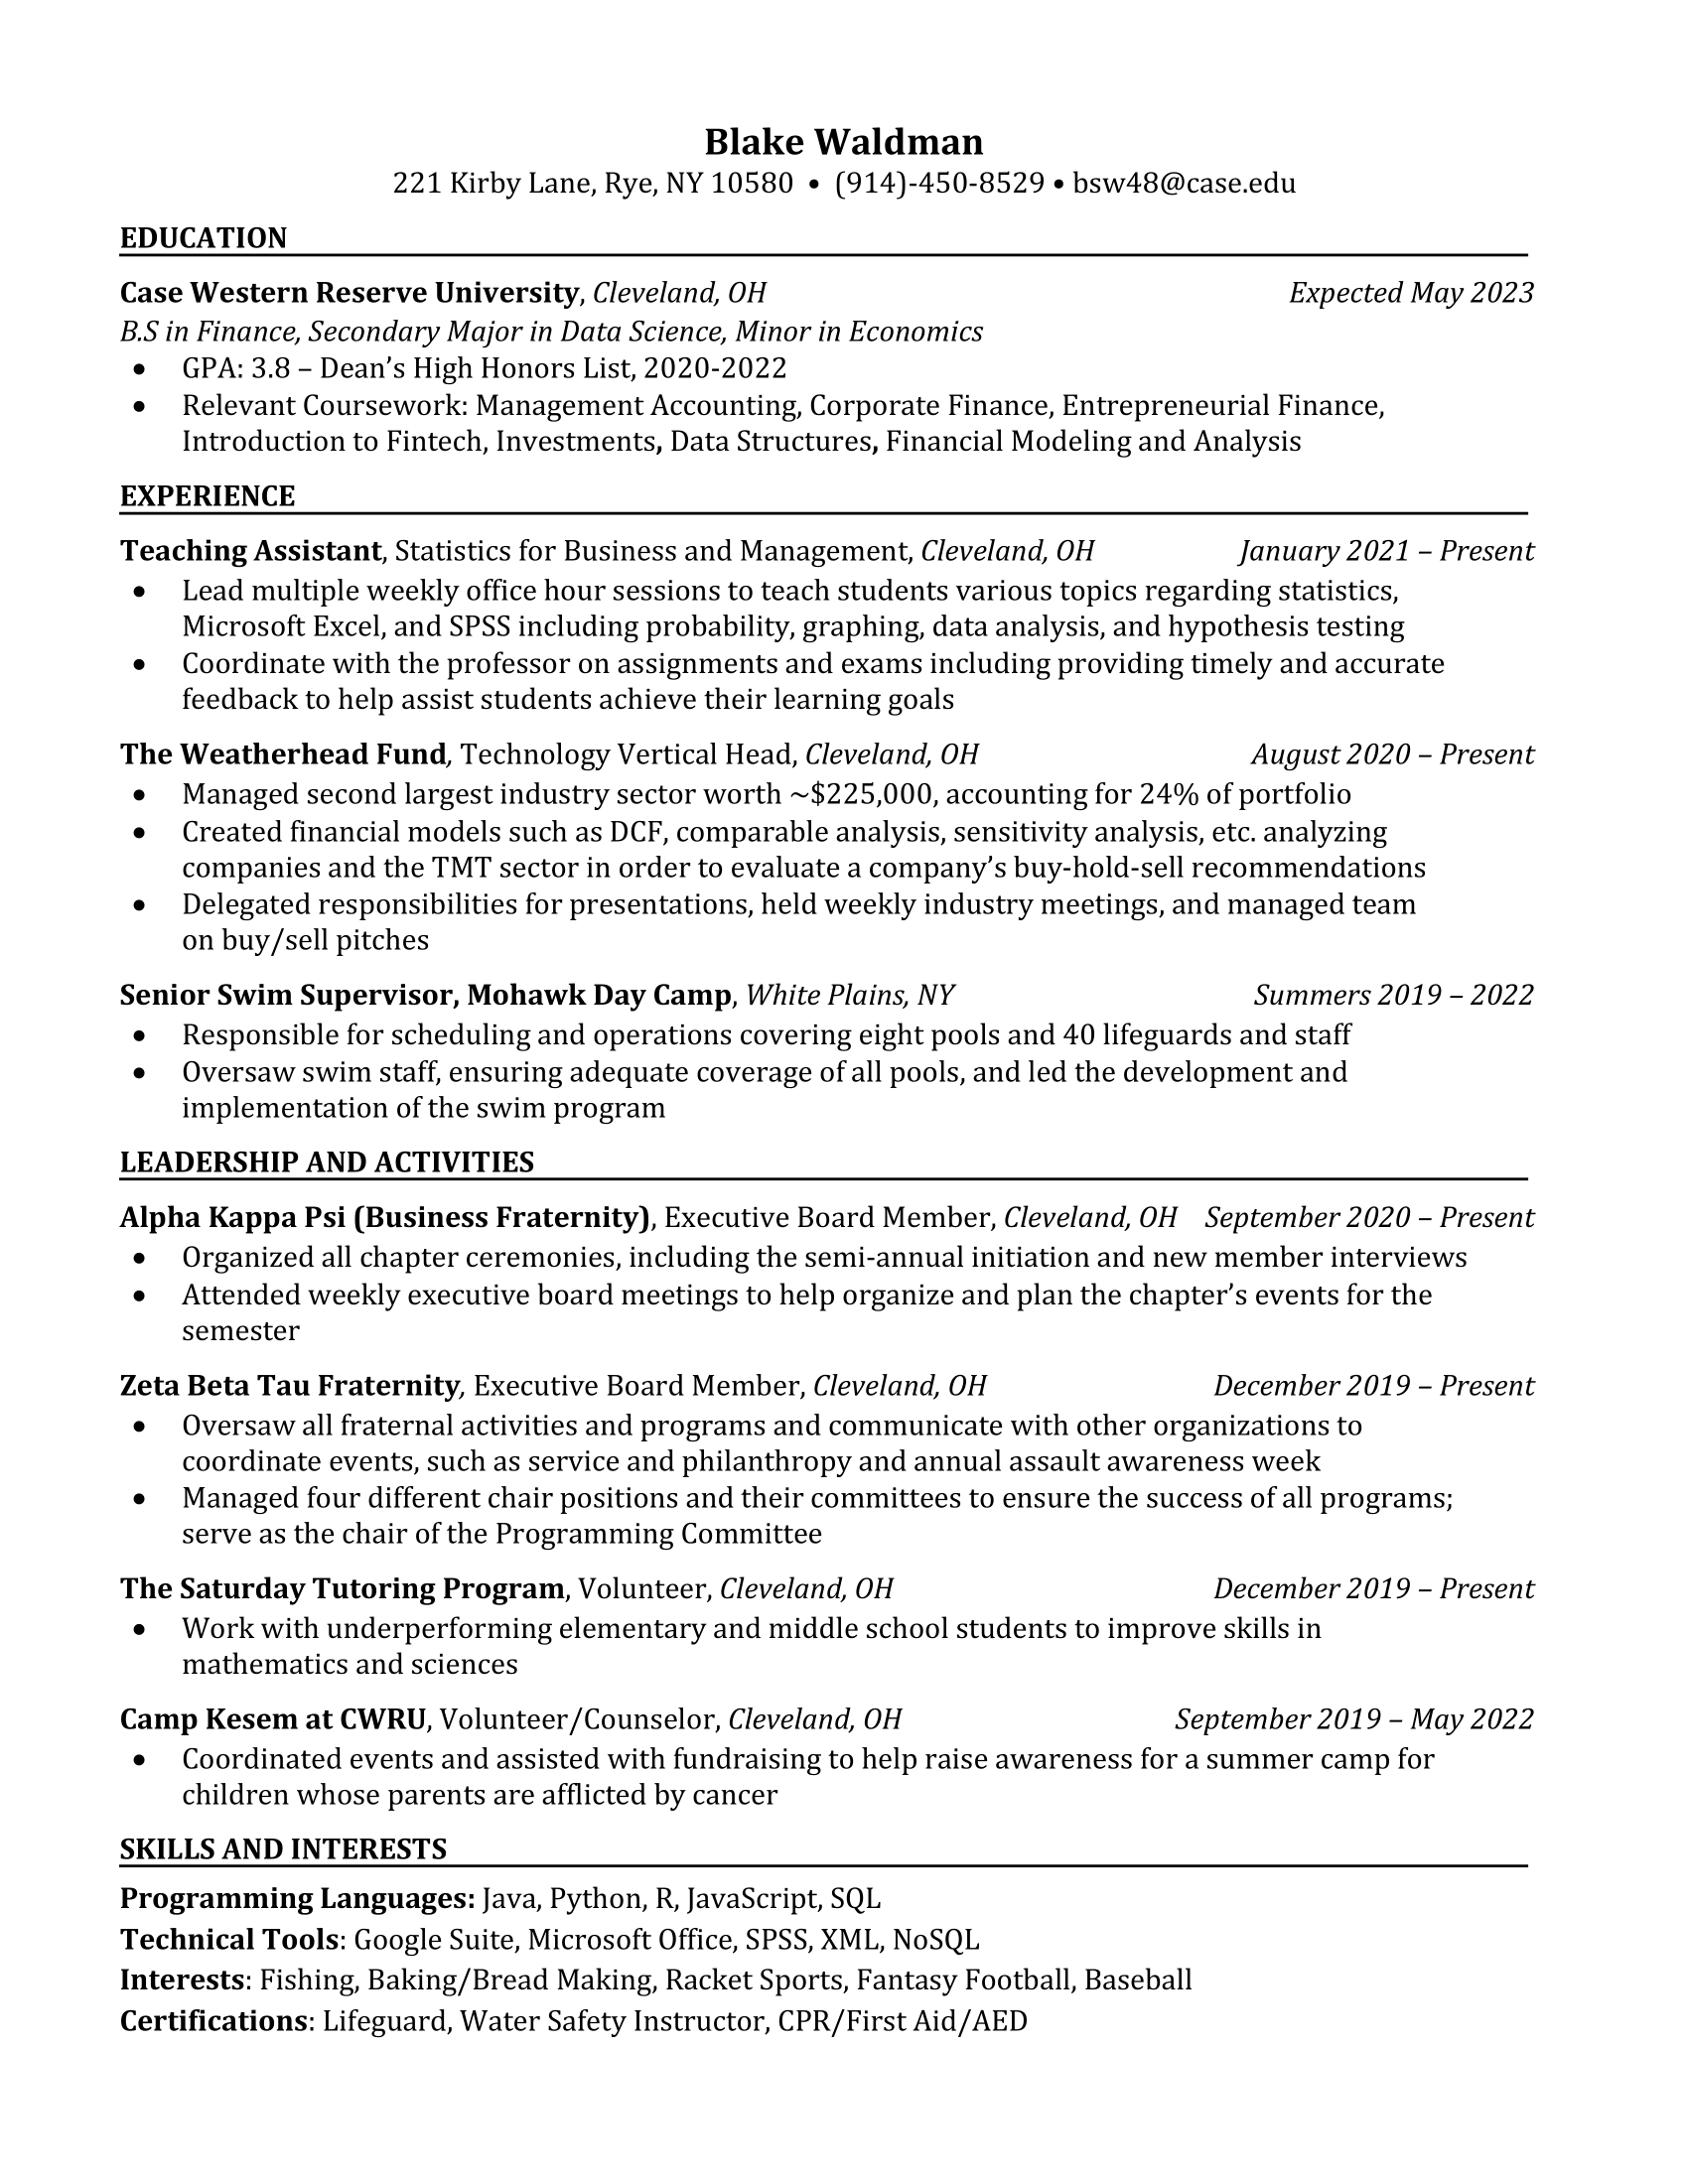 Blake Waldman
221 Kirby Lane, Rye, NY 10580 • (914)-450-8529 • bsw48@case.edu
EDUCATION
Case Western Reserve University, Cleveland, OH Expected May 2023
B.S in Finance, Secondary Major in Data Science, Minor in Economics
• GPA: 3.8 – Dean’s High Honors List, 2020-2022
• Relevant Coursework: Management Accounting, Corporate Finance, Entrepreneurial Finance,
Introduction to Fintech, Investments, Data Structures, Financial Modeling and Analysis
EXPERIENCE
Teaching Assistant, Statistics for Business and Management, Cleveland, OH January 2021 – Present
• Lead multiple weekly office hour sessions to teach students various topics regarding statistics,
Microsoft Excel, and SPSS including probability, graphing, data analysis, and hypothesis testing
• Coordinate with the professor on assignments and exams including providing timely and accurate
feedback to help assist students achieve their learning goals
The Weatherhead Fund, Technology Vertical Head, Cleveland, OH August 2020 – Present
• Managed second largest industry sector worth ~$225,000, accounting for 24% of portfolio
• Created financial models such as DCF, comparable analysis, sensitivity analysis, etc. analyzing
companies and the TMT sector in order to evaluate a company’s buy-hold-sell recommendations
• Delegated responsibilities for presentations, held weekly industry meetings, and managed team
on buy/sell pitches
Senior Swim Supervisor, Mohawk Day Camp, White Plains, NY Summers 2019 – 2022
• Responsible for scheduling and operations covering eight pools and 40 lifeguards and staff
• Oversaw swim staff, ensuring adequate coverage of all pools, and led the development and
implementation of the swim program
LEADERSHIP AND ACTIVITIES
Alpha Kappa Psi (Business Fraternity), Executive Board Member, Cleveland, OH September 2020 – Present
• Organized all chapter ceremonies, including the semi-annual initiation and new member interviews
• Attended weekly executive board meetings to help organize and plan the chapter’s events for the
semester
Zeta Beta Tau Fraternity, Executive Board Member, Cleveland, OH December 2019 – Present
• Oversaw all fraternal activities and programs and communicate with other organizations to
coordinate events, such as service and philanthropy and annual assault awareness week
• Managed four different chair positions and their committees to ensure the success of all programs;
serve as the chair of the Programming Committee
The Saturday Tutoring Program, Volunteer, Cleveland, OH December 2019 – Present
• Work with underperforming elementary and middle school students to improve skills in
mathematics and sciences
Camp Kesem at CWRU, Volunteer/Counselor, Cleveland, OH September 2019 – May 2022
• Coordinated events and assisted with fundraising to help raise awareness for a summer camp for
children whose parents are afflicted by cancer
SKILLS AND INTERESTS
Programming Languages: Java, Python, R, JavaScript, SQL
Technical Tools: Google Suite, Microsoft Office, SPSS, XML, NoSQL
Interests: Fishing, Baking/Bread Making, Racket Sports, Fantasy Football, Baseball
Certifications: Lifeguard, Water Safety Instructor, CPR/First Aid/AED